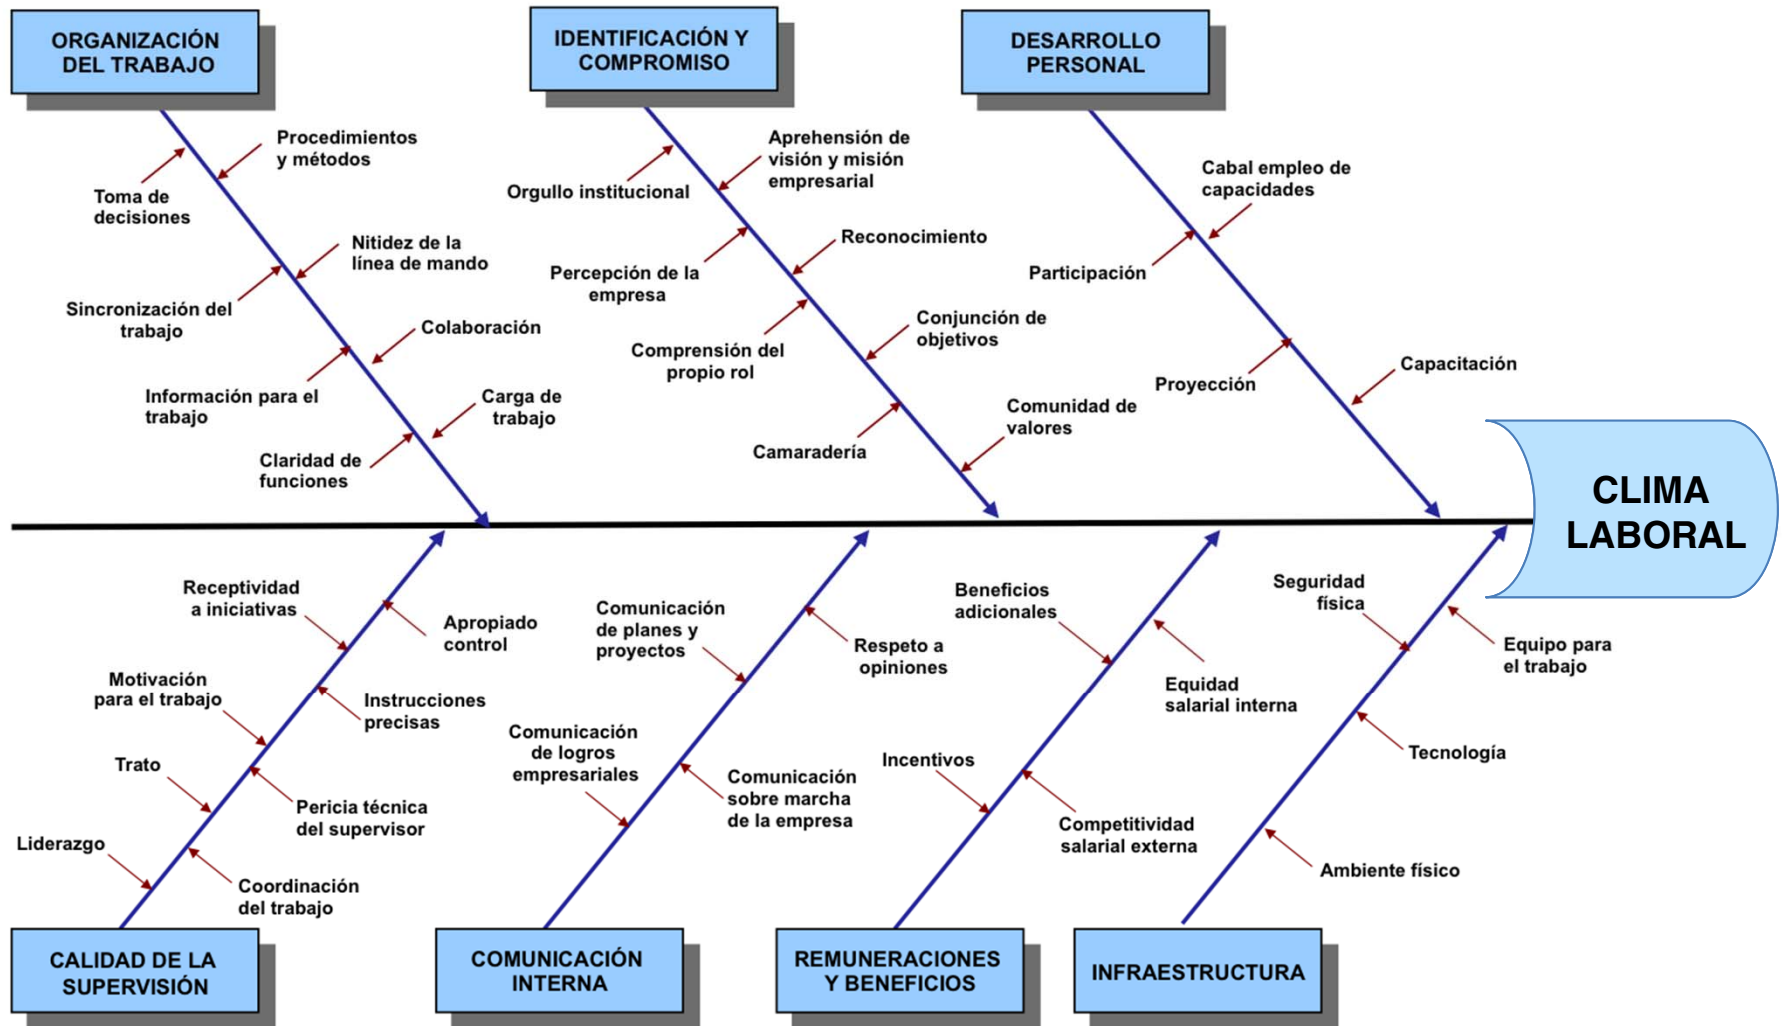 ORGANIZACIÓN
DEL TRABAJO
IDENTIFICACIÓN Y
COMPROMISO
DESARROLLO
PERSONAL
Procedimientos
y métodos
Toma de
decisiones
Nitidez de la
línea de mando
Sincronización del
trabajo
Colaboración
Información para el
trabajo
Carga de
trabajo
Claridad de
funciones
Aprehensión de
visión y misión
empresarial
Orgullo institucional
Reconocimiento
Percepción de la
empresa
Conjunción de
objetivos
Comprensión del
propio rol
Comunidad de
valores
Camaradería
Cabal empleo de
capacidades
Participación
Capacitación
Proyección
CLIMA
LABORAL
Receptividad
a iniciativas
Apropiado
control
Motivación
para el trabajo
Instrucciones
precisas
Trato
Pericia técnica
del supervisor
Liderazgo
Coordinación
del trabajo
Comunicación
de planes y
proyectos
Respeto a
opiniones
Comunicación
de logros
empresariales
Comunicación
sobre marcha
de la empresa
Beneficios
adicionales
Equidad
salarial interna
Incentivos
Competitividad
salarial externa
Seguridad
física
Equipo para
el trabajo
Tecnología
Ambiente físico
CALIDAD DE LA
SUPERVISIÓN
COMUNICACIÓN
INTERNA
REMUNERACIONES
Y BENEFICIOS
INFRAESTRUCTURA